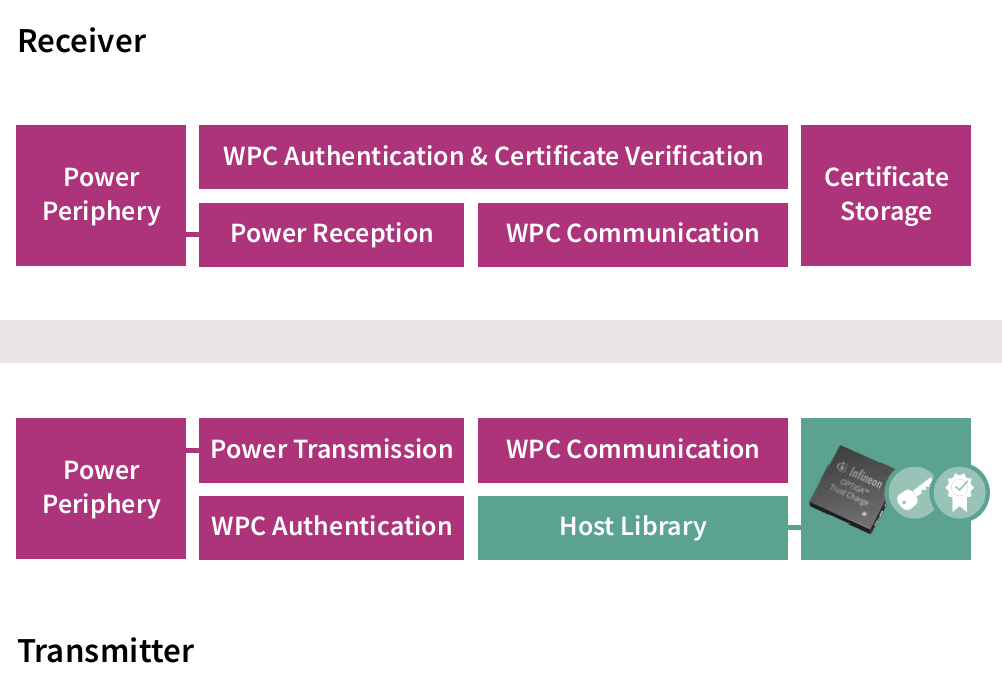 Receiver
Power
Periphery
WPC Authentication & Certificate Verification
Power Reception
WPC Communication
Certificate
Storage
Power
Periphery
Power Transmission
WPC Communication
WPC Authentication
Host Library
Infineon
OPTIGA™
Trust Charge
Transmitter